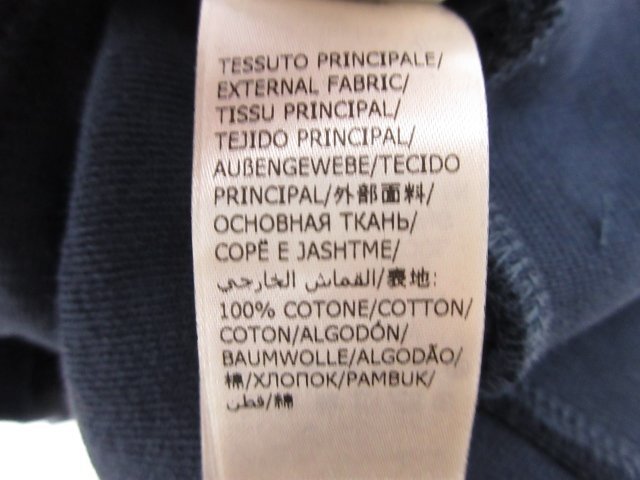 TESSUTO PRINCIPALE/
EXTERNAL FABRIC/
TISSU PRINCIPAL/
TEJIDO PRINCIPAL/
AUßENGEWEBE/TECIDO
PRINCIPAL/外部面料/
ОСНОВНАЯ ТКАНЬ/
COPË E JASHTME/
القماش الخارجي/表地:
100% COTONE/COTTON/
COTON/ALGODÓN/
BAUMWOLLE/ALGODÃO/
棉/ХЛОПОК/PAMBUK/
قطن/綿